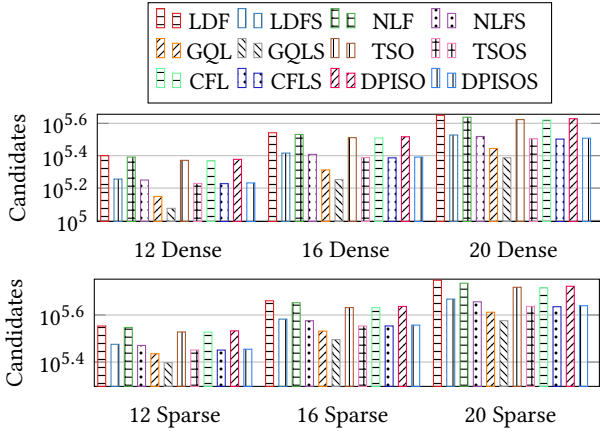 LDF LDFS NLF NLFS
GQL GQLS TSO TSOS
CFL CFLS DPISO DPISOS
Candidates
10^5.6
10^5.4
10^5.2
10^5
12 Dense 16 Dense 20 Dense
Candidates
10^5.6
10^5.4
12 Sparse 16 Sparse 20 Sparse